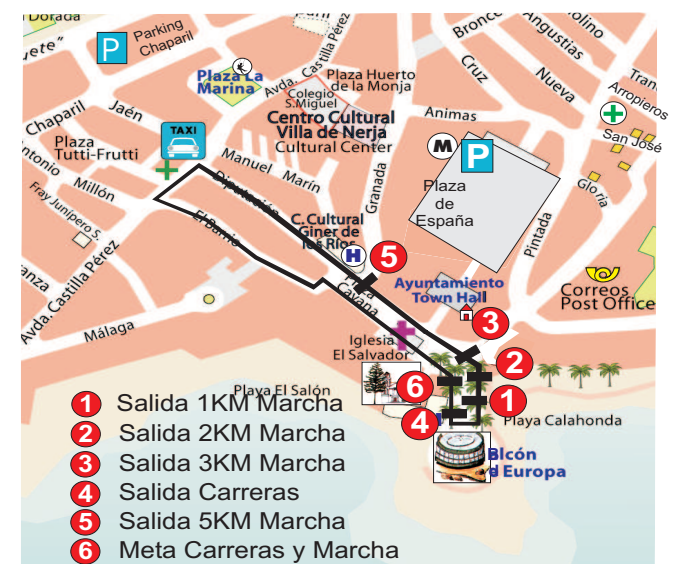 Dorada
Parking
Chaparil
P
Avda. Castilla Pérez
Bronce
Angustias
Cruz
Nueva
Plaza La
Marina
Plaza Huerto
de la Monja
Colegio
S.Miguel
Arropieros
Chaparil
Jaén
TAXI
Centro Cultural
Villa de Nerja
Cultural Center
Animas
San José
Plaza
Tutti-Frutti
M
P
Antonio Millón
Manuel Marín
Diputación
Granada
Plaza
de
España
Gloria
Fray Junipero S.
El Barrio
C. Cultural
Giner de
los Ríos
H
5
Pintada
Plaza
Cavana
Ayuntamiento
Town Hall
Correos
Post Office
Avda. Castilla Pérez
Málaga
3
Iglesia
El Salvador
2
6
Playa El Salón
1
4
Playa Calahonda
Blcón
d Europa
1 Salida 1KM Marcha
2 Salida 2KM Marcha
3 Salida 3KM Marcha
4 Salida Carreras
5 Salida 5KM Marcha
6 Meta Carreras y Marcha